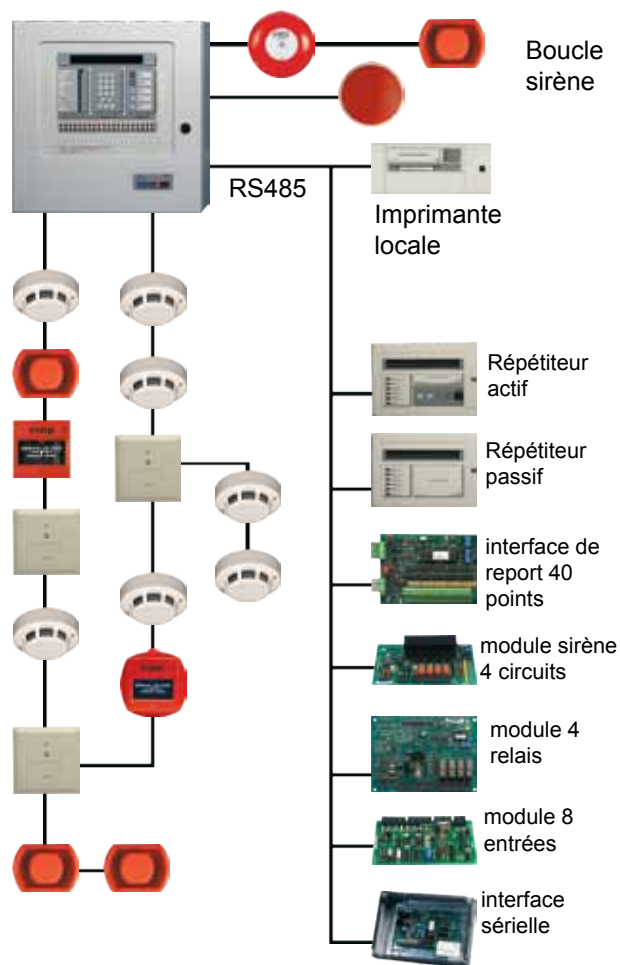 Boucle
sirène
RS485
Imprimante
locale
Répétiteur
actif
Répétiteur
passif
interface de
report 40
points
module sirène
4 circuits
module 4
relais
module 8
entrées
interface
sérielle